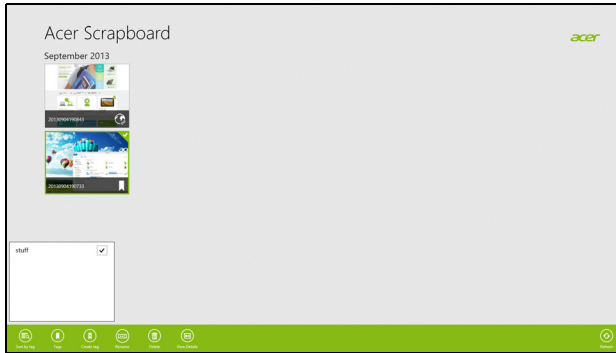 Acer Scrapboard
acer
September 2013
20130904190843
20130904190733
stuff
Sort by tag
Tags
Create tag
Rename
Delete
View Details
Refresh